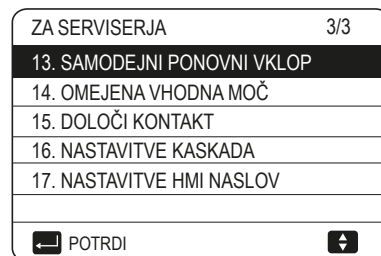 ZA SERVISERJA 3/3
13. SAMODEJNI PONOVNI VKLOP
14. OMEJENA VHODNA MOČ
15. DOLOČI KONTAKT
16. NASTAVITVE KASKADA
17. NASTAVITVE HMI NASLOV
POTRDI